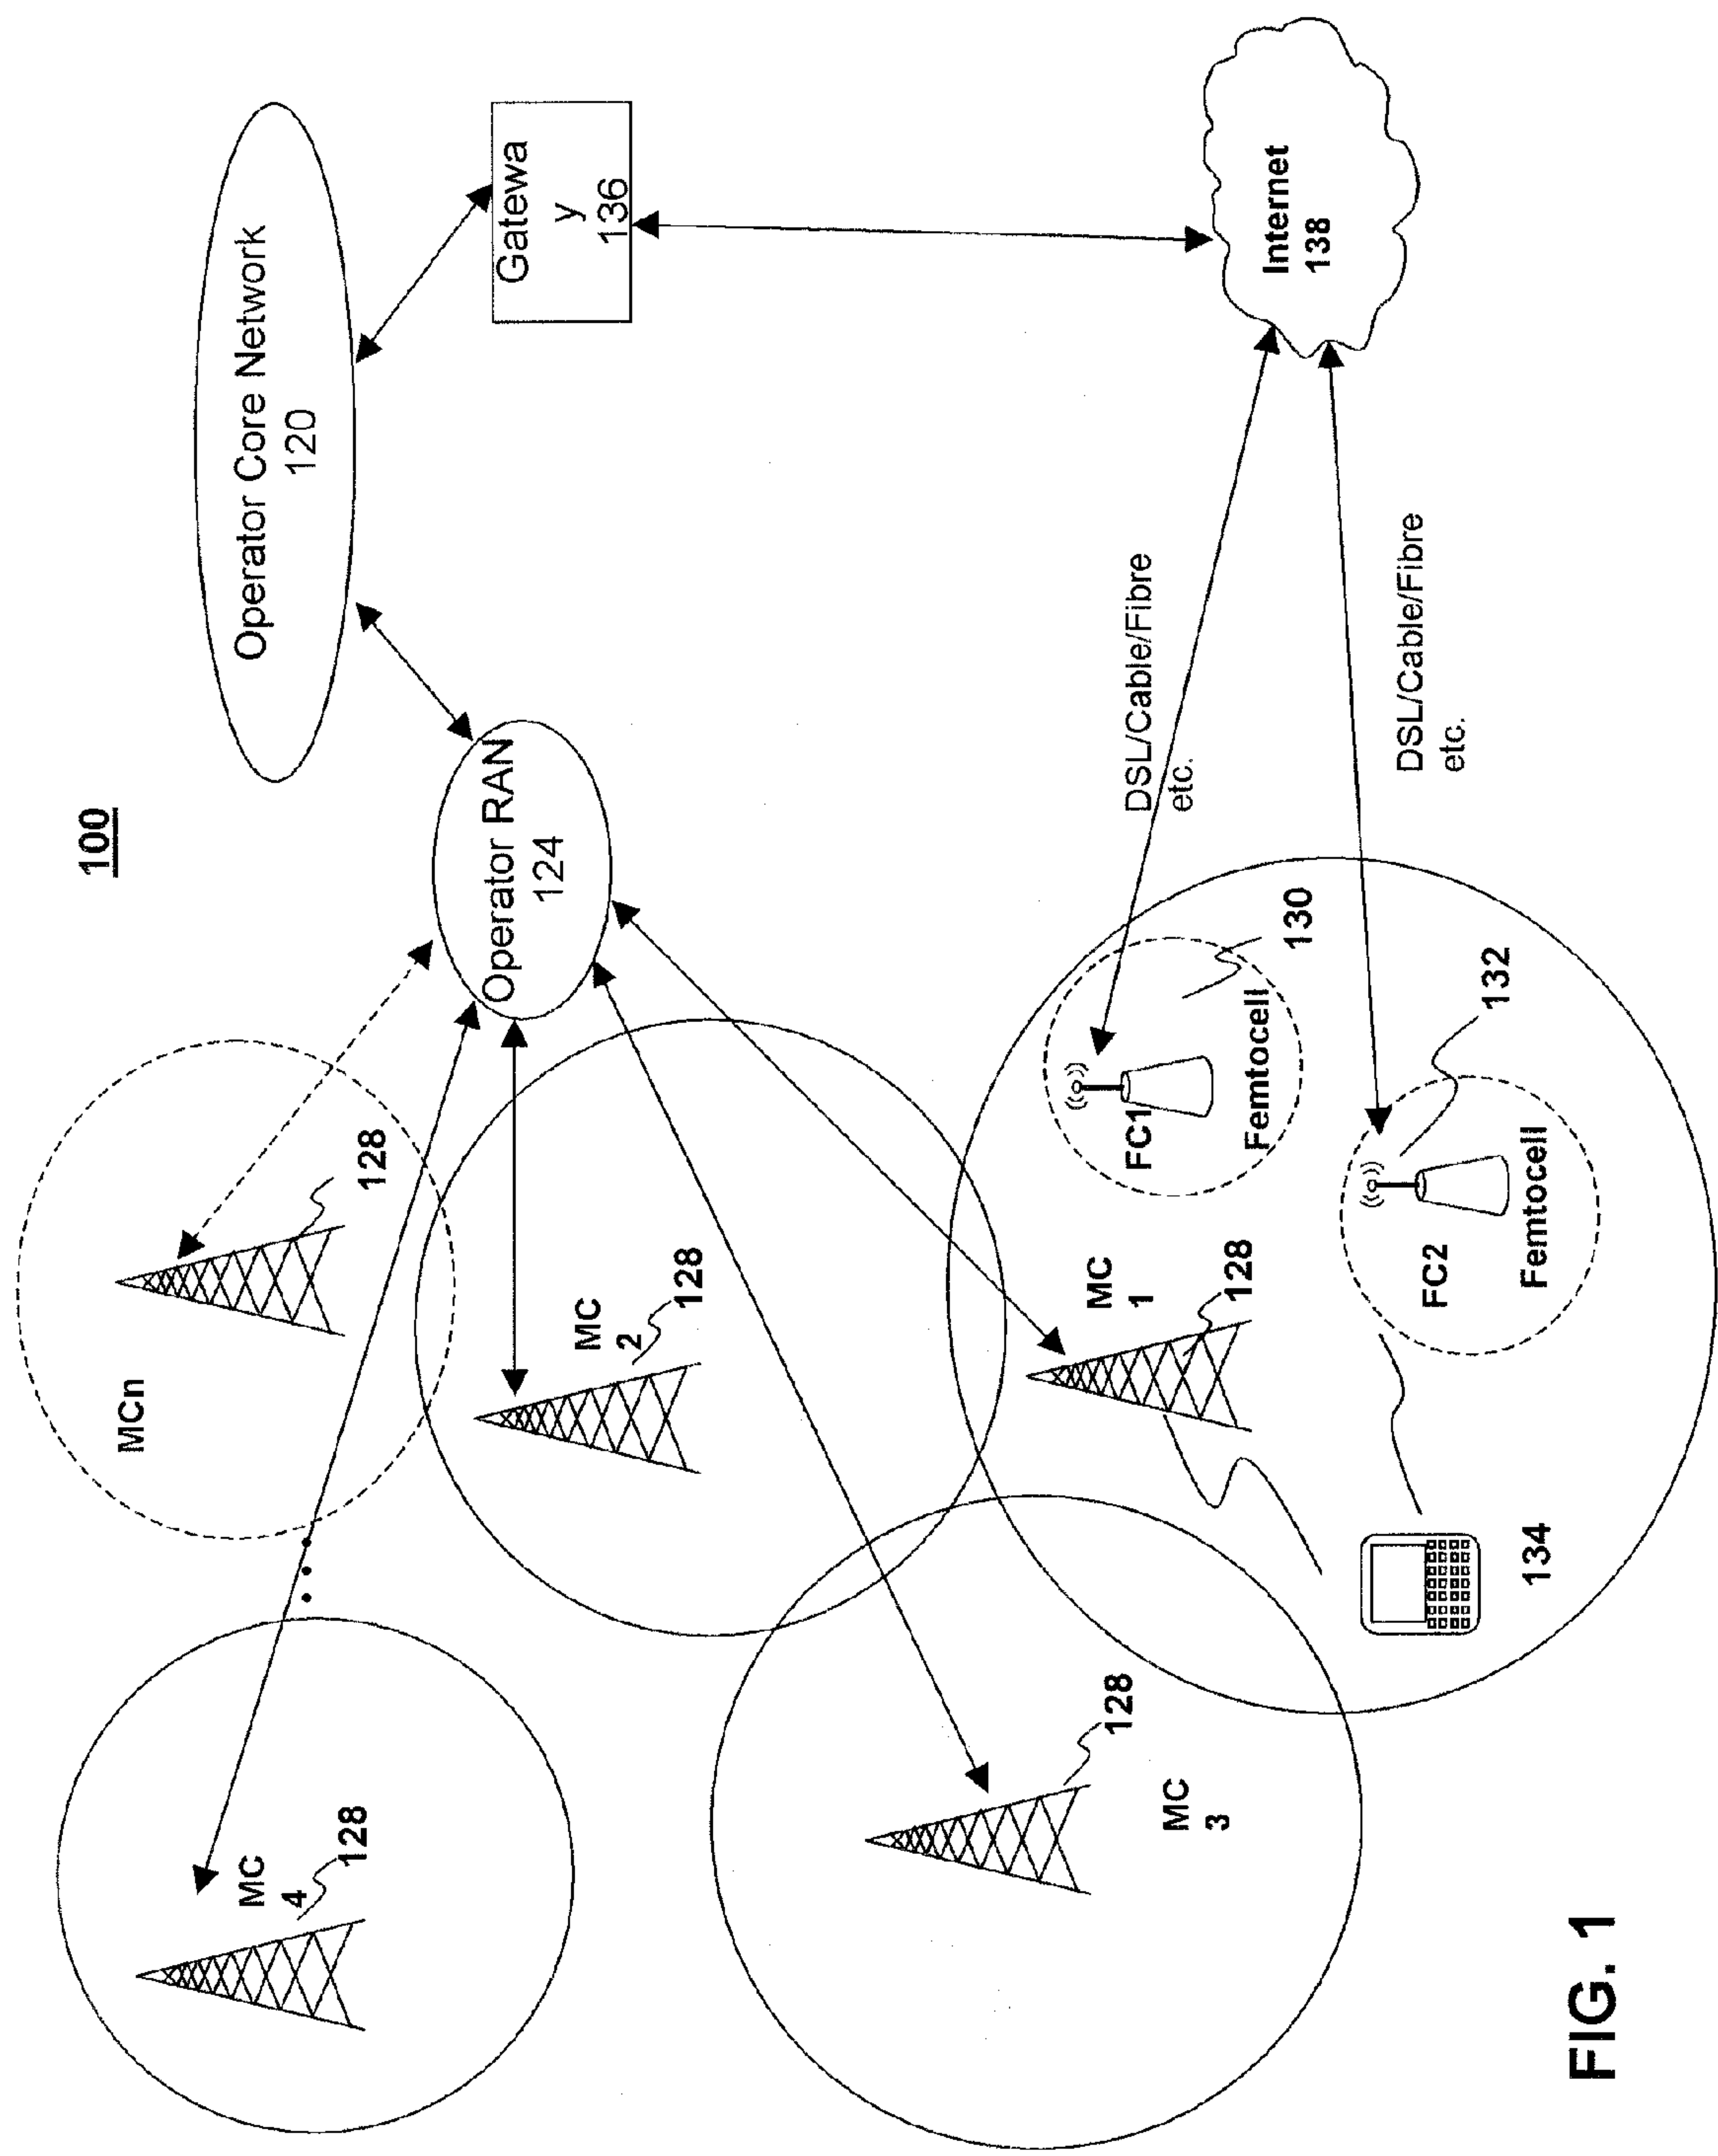 100
Operator Core Network
120
Gatewa
y
136
Operator RAN
124
MCn
128
MC
4
128
MC
2
128
MC
3
128
MC
1
128
FC1
Femtocell
130
FC2
Femtocell
132
134
DSL/Cable/Fibre
etc.
DSL/Cable/Fibre
etc.
Internet
138
FIG. 1